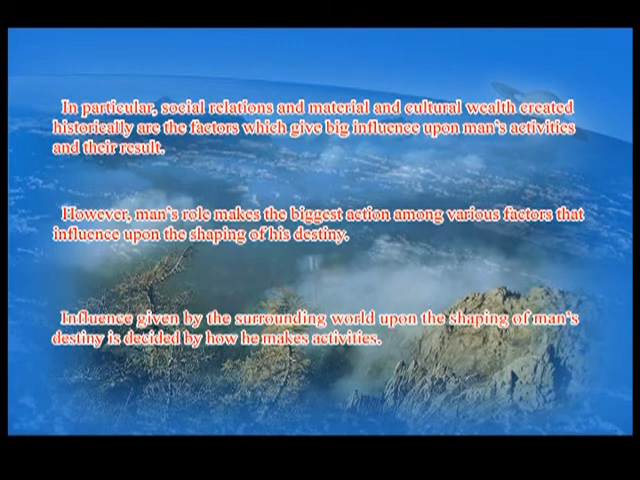 In particular, social relations and material and cultural wealth created
historically are the factors which give big influence upon man's activities
and their result.
However, man's role makes the biggest action among various factors that
influence upon the shaping of his destiny.
Influence given by the surrounding world upon the shaping of man's
destiny is decided by how he makes activities.